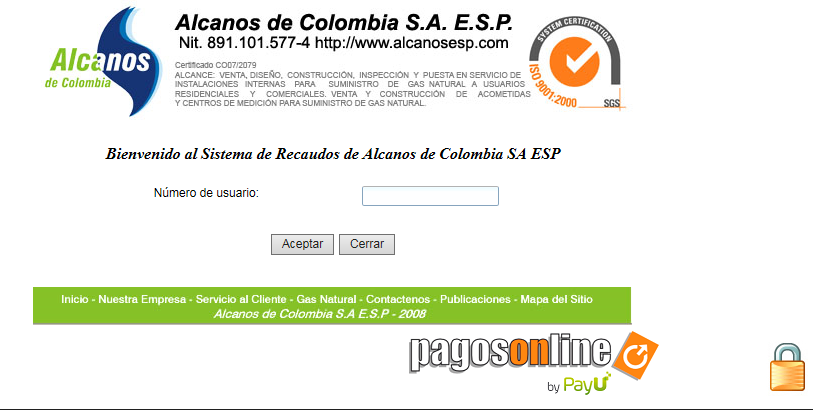 Alcanos
de Colombia
Alcanos de Colombia S.A. E.S.P.
Nit. 891.101.577-4 http://www.alcanosesp.com
Certificado CO07/2079
ALCANCE: VENTA, DISEÑO, CONSTRUCCIÓN, INSPECCIÓN Y PUESTA EN SERVICIO DE
INSTALACIONES INTERNAS PARA SUMINISTRO DE GAS NATURAL A USUARIOS
RESIDENCIALES Y COMERCIALES. VENTA Y CONSTRUCCIÓN DE ACOMETIDAS
Y CENTROS DE MEDICIÓN PARA SUMINISTRO DE GAS NATURAL.
SYSTEM CERTIFICATION
ISO 9001:2000
SGS
Bienvenido al Sistema de Recaudos de Alcanos de Colombia SA ESP
Número de usuario:
Aceptar Cerrar
Inicio - Nuestra Empresa - Servicio al Cliente - Gas Natural - Contactenos - Publicaciones - Mapa del Sitio
Alcanos de Colombia S.A E.S.P - 2008
pagosonline
by PayU